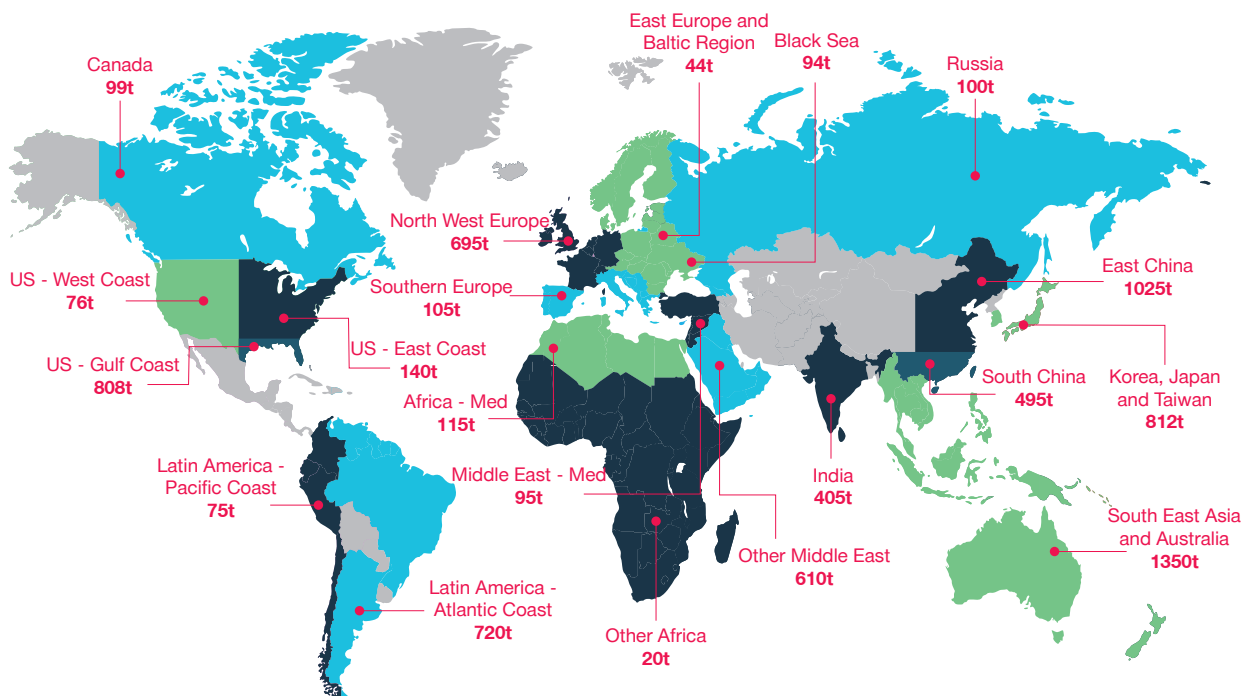 East Europe and
Baltic Region
44t
Black Sea
94t
Canada
99t
Russia
100t
North West Europe
695t
US - West Coast
76t
Southern Europe
105t
East China
1025t
US - Gulf Coast
808t
US - East Coast
140t
Africa - Med
115t
South China
495t
Korea, Japan
and Taiwan
812t
Latin America -
Pacific Coast
75t
Middle East - Med
95t
India
405t
South East Asia
and Australia
1350t
Other Middle East
610t
Latin America -
Atlantic Coast
720t
Other Africa
20t